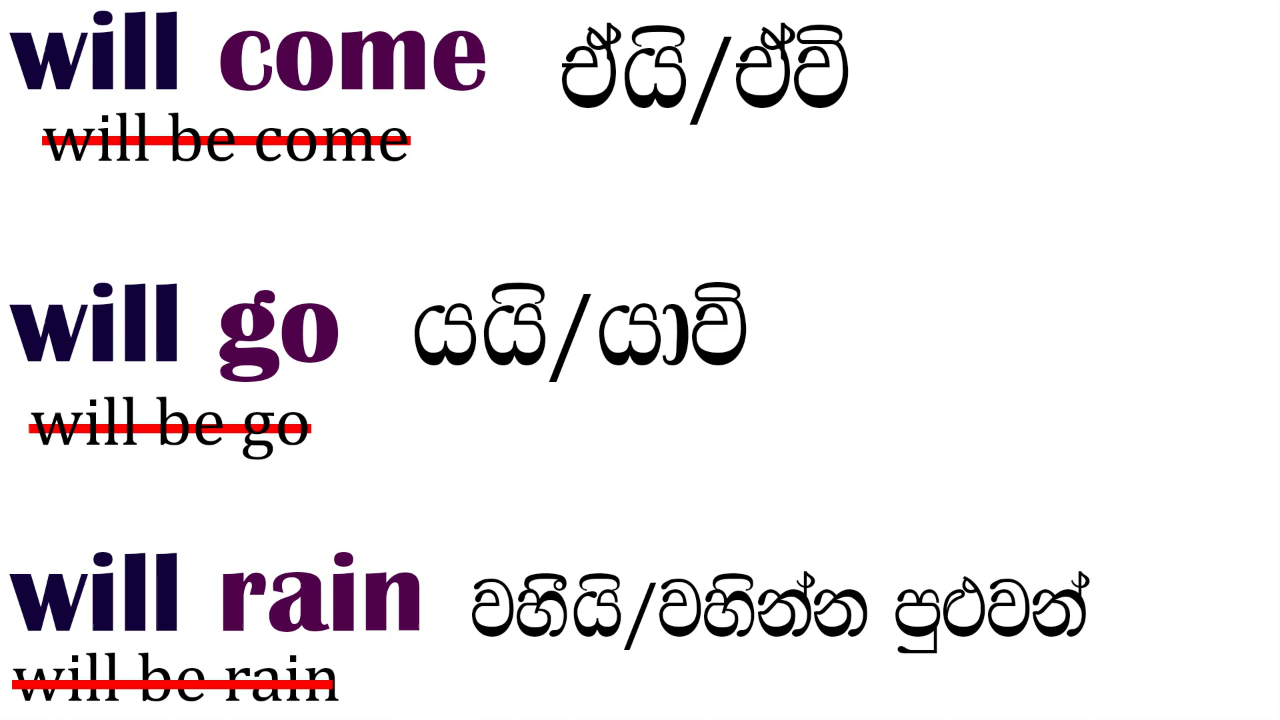 will come ඒයි/ඒවි
will be come
will go යයි/යාවි
will be go
will rain වහීයි/වහින්න පුළුවන්
will be rain